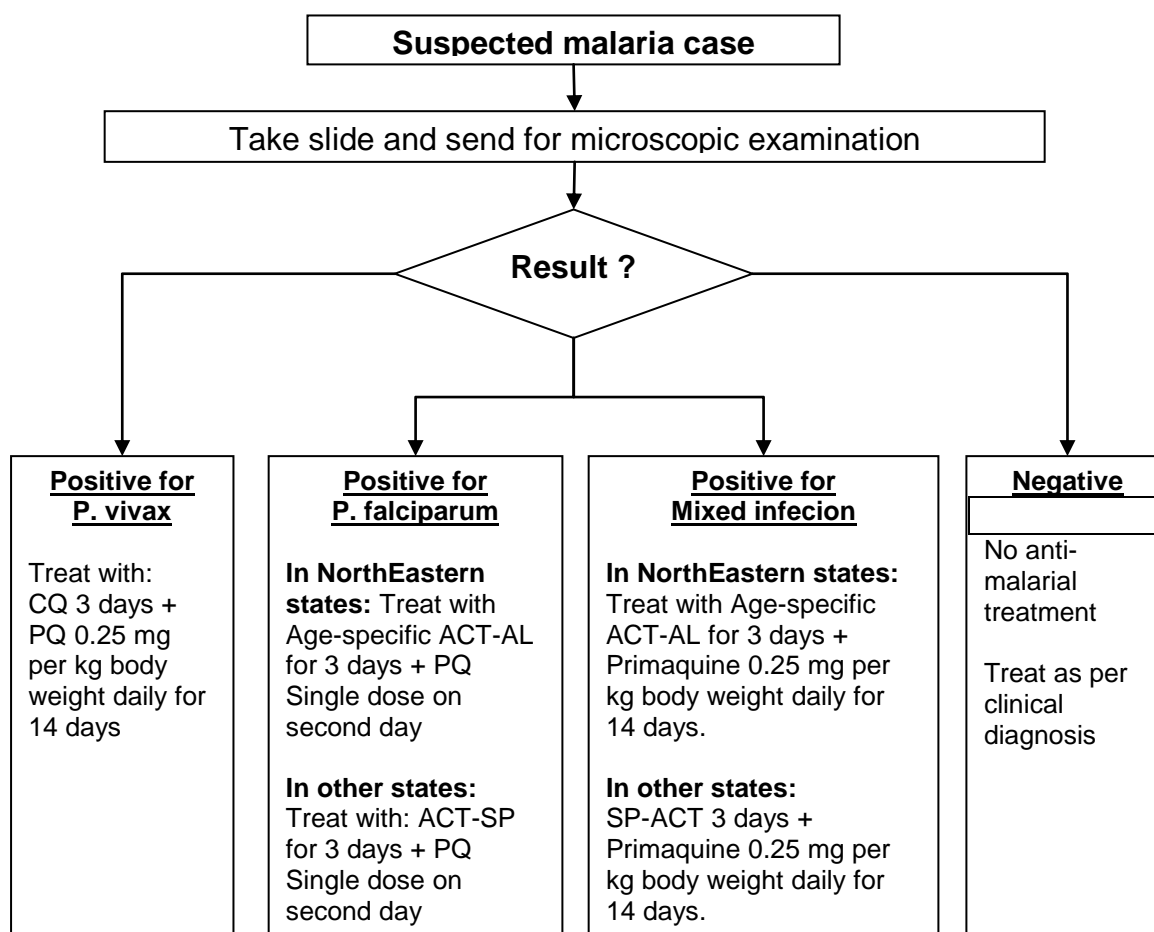 Suspected malaria case
Take slide and send for microscopic examination
Result ?
Positive for
P. vivax
Treat with:
CQ 3 days +
PQ 0.25 mg
per kg body
weight daily for
14 days
Positive for
P. falciparum
In NorthEastern
states: Treat with
Age-specific ACT-AL
for 3 days + PQ
Single dose on
second day
In other states:
Treat with: ACT-SP
for 3 days + PQ
Single dose on
second day
Positive for
Mixed infecion
In NorthEastern states:
Treat with Age-specific
ACT-AL for 3 days +
Primaquine 0.25 mg per
kg body weight daily for
14 days.
In other states:
SP-ACT 3 days +
Primaquine 0.25 mg per
kg body weight daily for
14 days.
Negative
No anti-
malarial
treatment
Treat as per
clinical
diagnosis